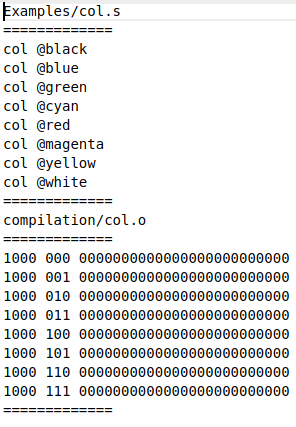 Examples/col.s
=============
col @black
col @blue
col @green
col @cyan
col @red
col @magenta
col @yellow
col @white
=============
compilation/col.o
=============
1000 000 0000000000000000000000000
1000 001 0000000000000000000000000
1000 010 0000000000000000000000000
1000 011 0000000000000000000000000
1000 100 0000000000000000000000000
1000 101 0000000000000000000000000
1000 110 0000000000000000000000000
1000 111 0000000000000000000000000
=============